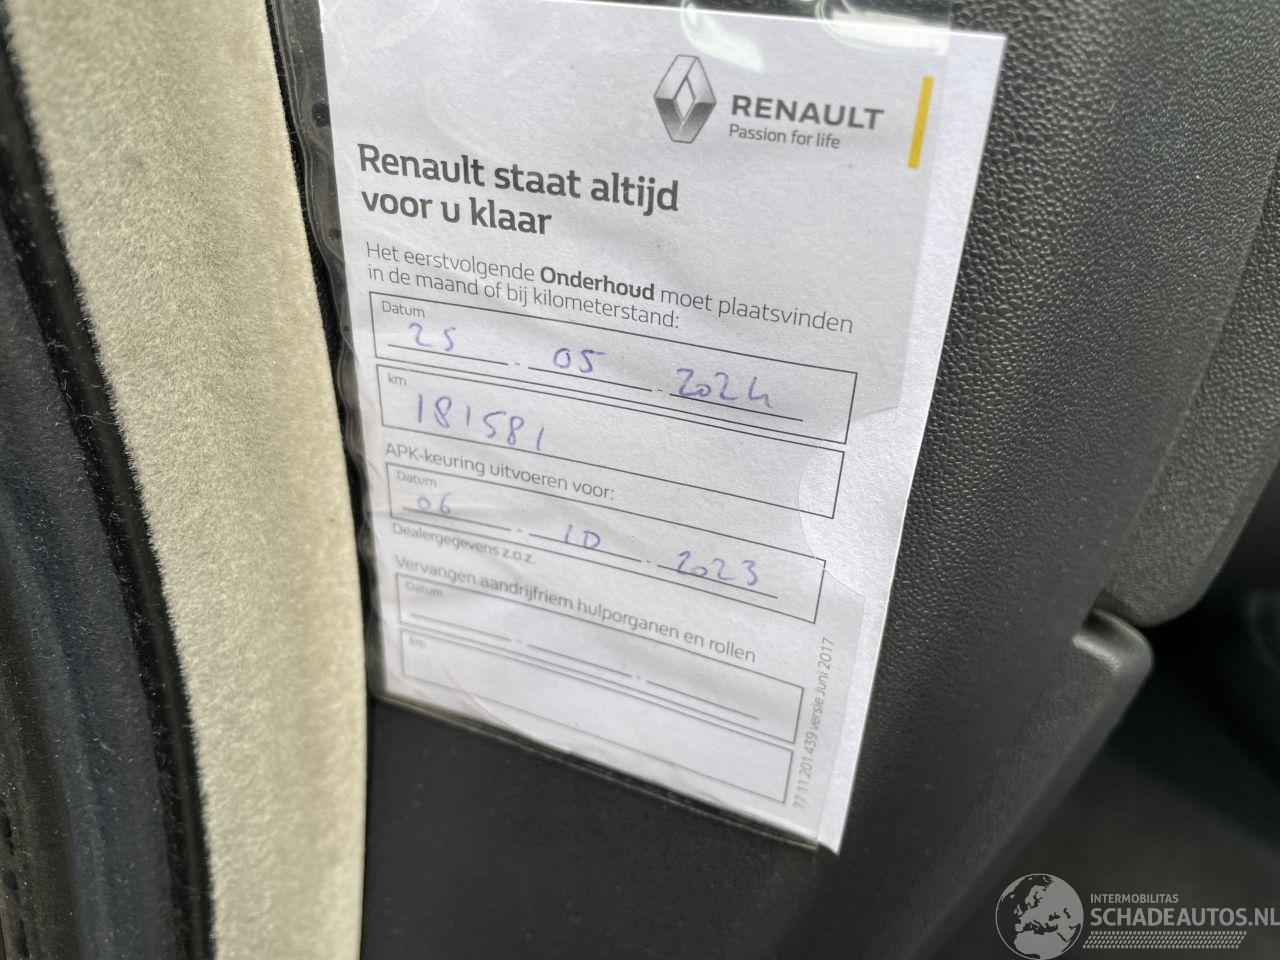 RENAULT
Passion for life
Renault staat altijd
voor u klaar
Het eerstvolgende Onderhoud moet plaatsvinden
in de maand of bij kilometerstand:
Datum
25 - 05 - 2024
km
181581
APK-keuring uitvoeren voor:
Datum
06 - 10 - 2023
Dealergegevens z.o.z.
Vervangen aandrijfriem hulporganen en rollen
Datum
km
77 11 201 439 versie Juni 2017
INTERMOBILITAS
SCHADEAUTOS.NL